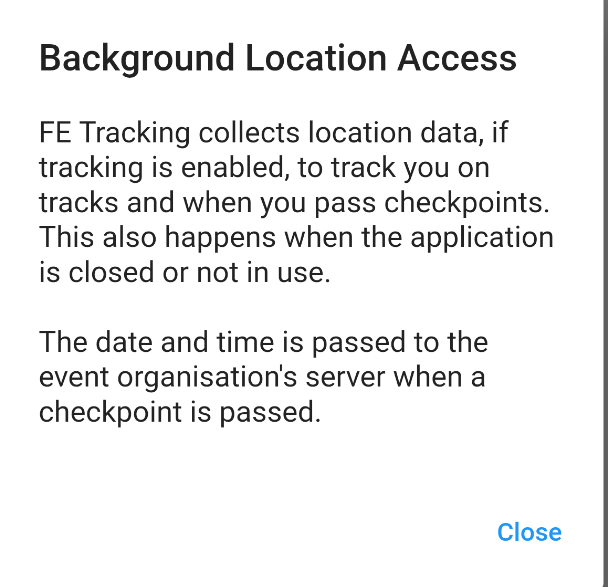 Background Location Access
FE Tracking collects location data, if
tracking is enabled, to track you on
tracks and when you pass checkpoints.
This also happens when the application
is closed or not in use.
The date and time is passed to the
event organisation's server when a
checkpoint is passed.
Close